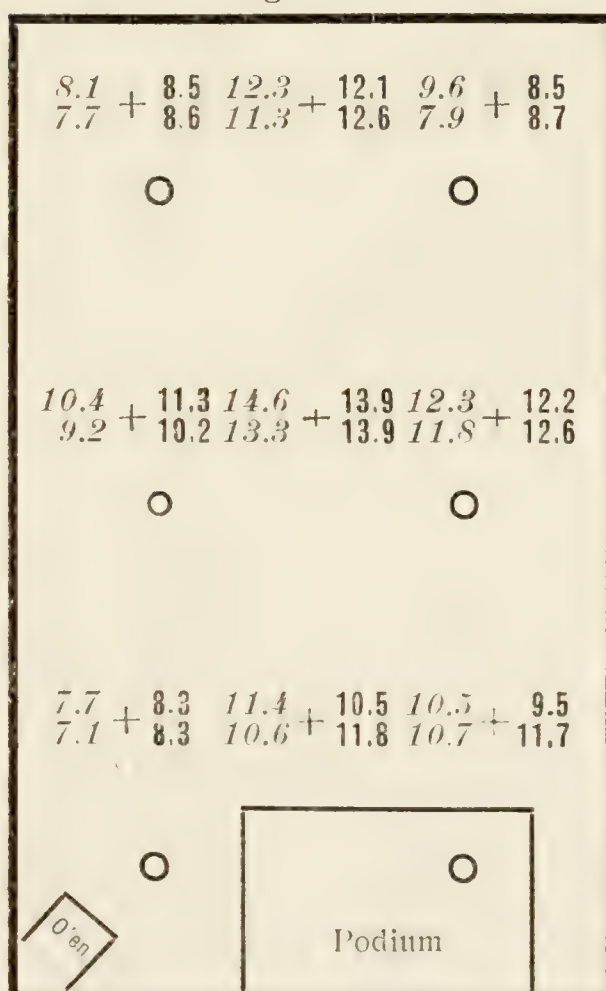 8.1 + 8.5 12.3 + 12.1 9.6 + 8.5
7.7 8.6 11.3 12.6 7.9 8.7
10.4 + 11.3 14.6 + 13.9 12.3 + 12.2
9.2 10.2 13.3 13.9 11.8 12.6
7.7 + 8.3 11.4 + 10.5 10.5 + 9.5
7.1 8.3 10.6 11.8 10.7 11.7
O'en
Podium